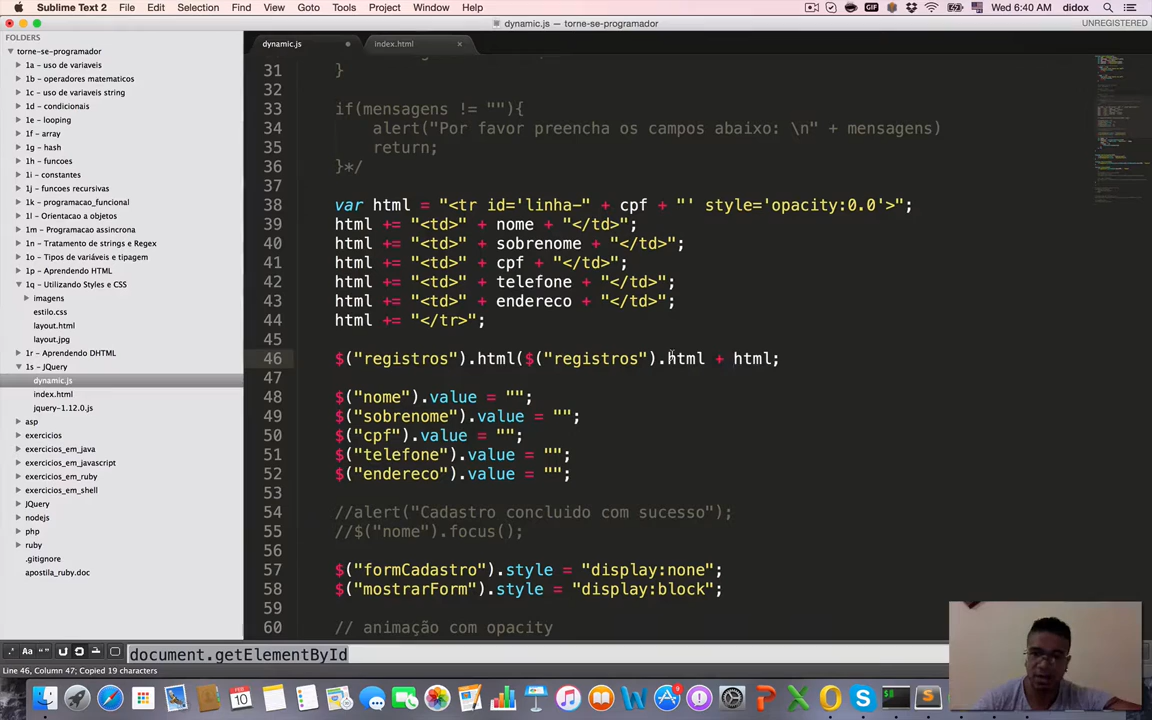 Sublime Text 2 File Edit Selection Find View Goto Tools Project Window Help
GIF Wed 6:40 AM didox
dynamic.js — torne-se-programador
UNREGISTERED
FOLDERS
torne-se-programador
1a - uso de variaveis
1b - operadores matematicos
1c - uso de variaveis string
1d - condicionais
1e - looping
1f - array
1g - hash
1h - funcoes
1i - constantes
1j - funcoes recursivas
1k - programacao_funcional
1l - Orientacao a objetos
1m - Programacao assincrona
1n - Tratamento de strings e Regex
1o - Tipos de variáveis e tipagem
1p - Aprendendo HTML
1q - Utilizando Styles e CSS
imagens
estilo.css
layout.html
layout.jpg
1r - Aprendendo DHTML
1s - JQuery
dynamic.js
index.html
jquery-1.12.0.js
asp
exercicios
exercicios_em_java
exercicios_em_javascript
exercicios_em_ruby
exercicios_em_shell
JQuery
nodejs
php
ruby
.gitignore
apostila_ruby.doc
dynamic.js
index.html
31 }
32
33 if(mensagens != ""){
34 alert("Por favor preencha os campos abaixo: \n" + mensagens)
35 return;
36 }*/
37
38 var html = "<tr id='linha-" + cpf + "' style='opacity:0.0'>";
39 html += "<td>" + nome + "</td>";
40 html += "<td>" + sobrenome + "</td>";
41 html += "<td>" + cpf + "</td>";
42 html += "<td>" + telefone + "</td>";
43 html += "<td>" + endereco + "</td>";
44 html += "</tr>";
45
46 $("registros").html($("registros").html + html;
47
48 $("nome").value = "";
49 $("sobrenome").value = "";
50 $("cpf").value = "";
51 $("telefone").value = "";
52 $("endereco").value = "";
53
54 //alert("Cadastro concluido com sucesso");
55 //$("nome").focus();
56
57 $("formCadastro").style = "display:none";
58 $("mostrarForm").style = "display:block";
59
60 // animação com opacity
document.getElementById
Line 46, Column 47; Copied 19 characters